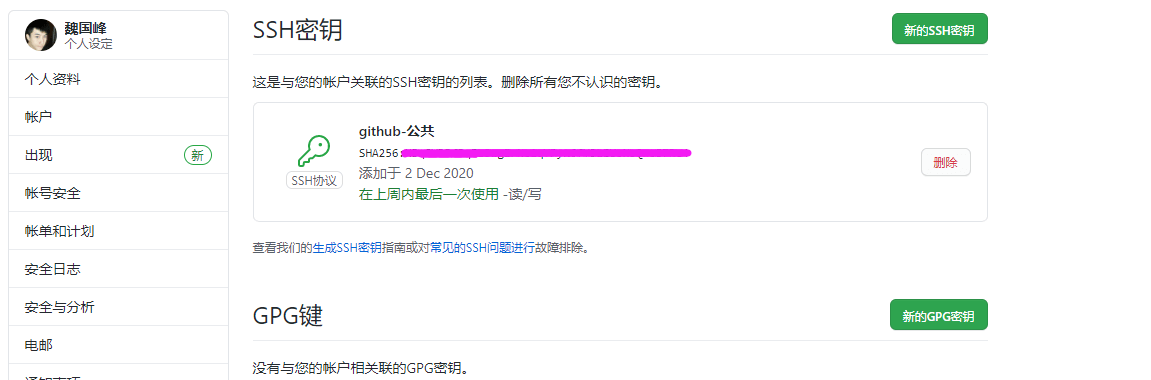 魏国峰
个人设定
个人资料
帐户
出现
新
帐号安全
帐单和计划
安全日志
安全与分析
电邮
SSH密钥
新的SSH密钥
这是与您的帐户关联的SSH密钥的列表。删除所有您不认识的密钥。
github-公共
SHA256:
SSH协议
添加于 2 Dec 2020
在上周内最后一次使用 -读/写
删除
查看我们的生成SSH密钥指南或对常见的SSH问题进行故障排除。
GPG键
新的GPG密钥
没有与您的帐户相关联的GPG密钥。